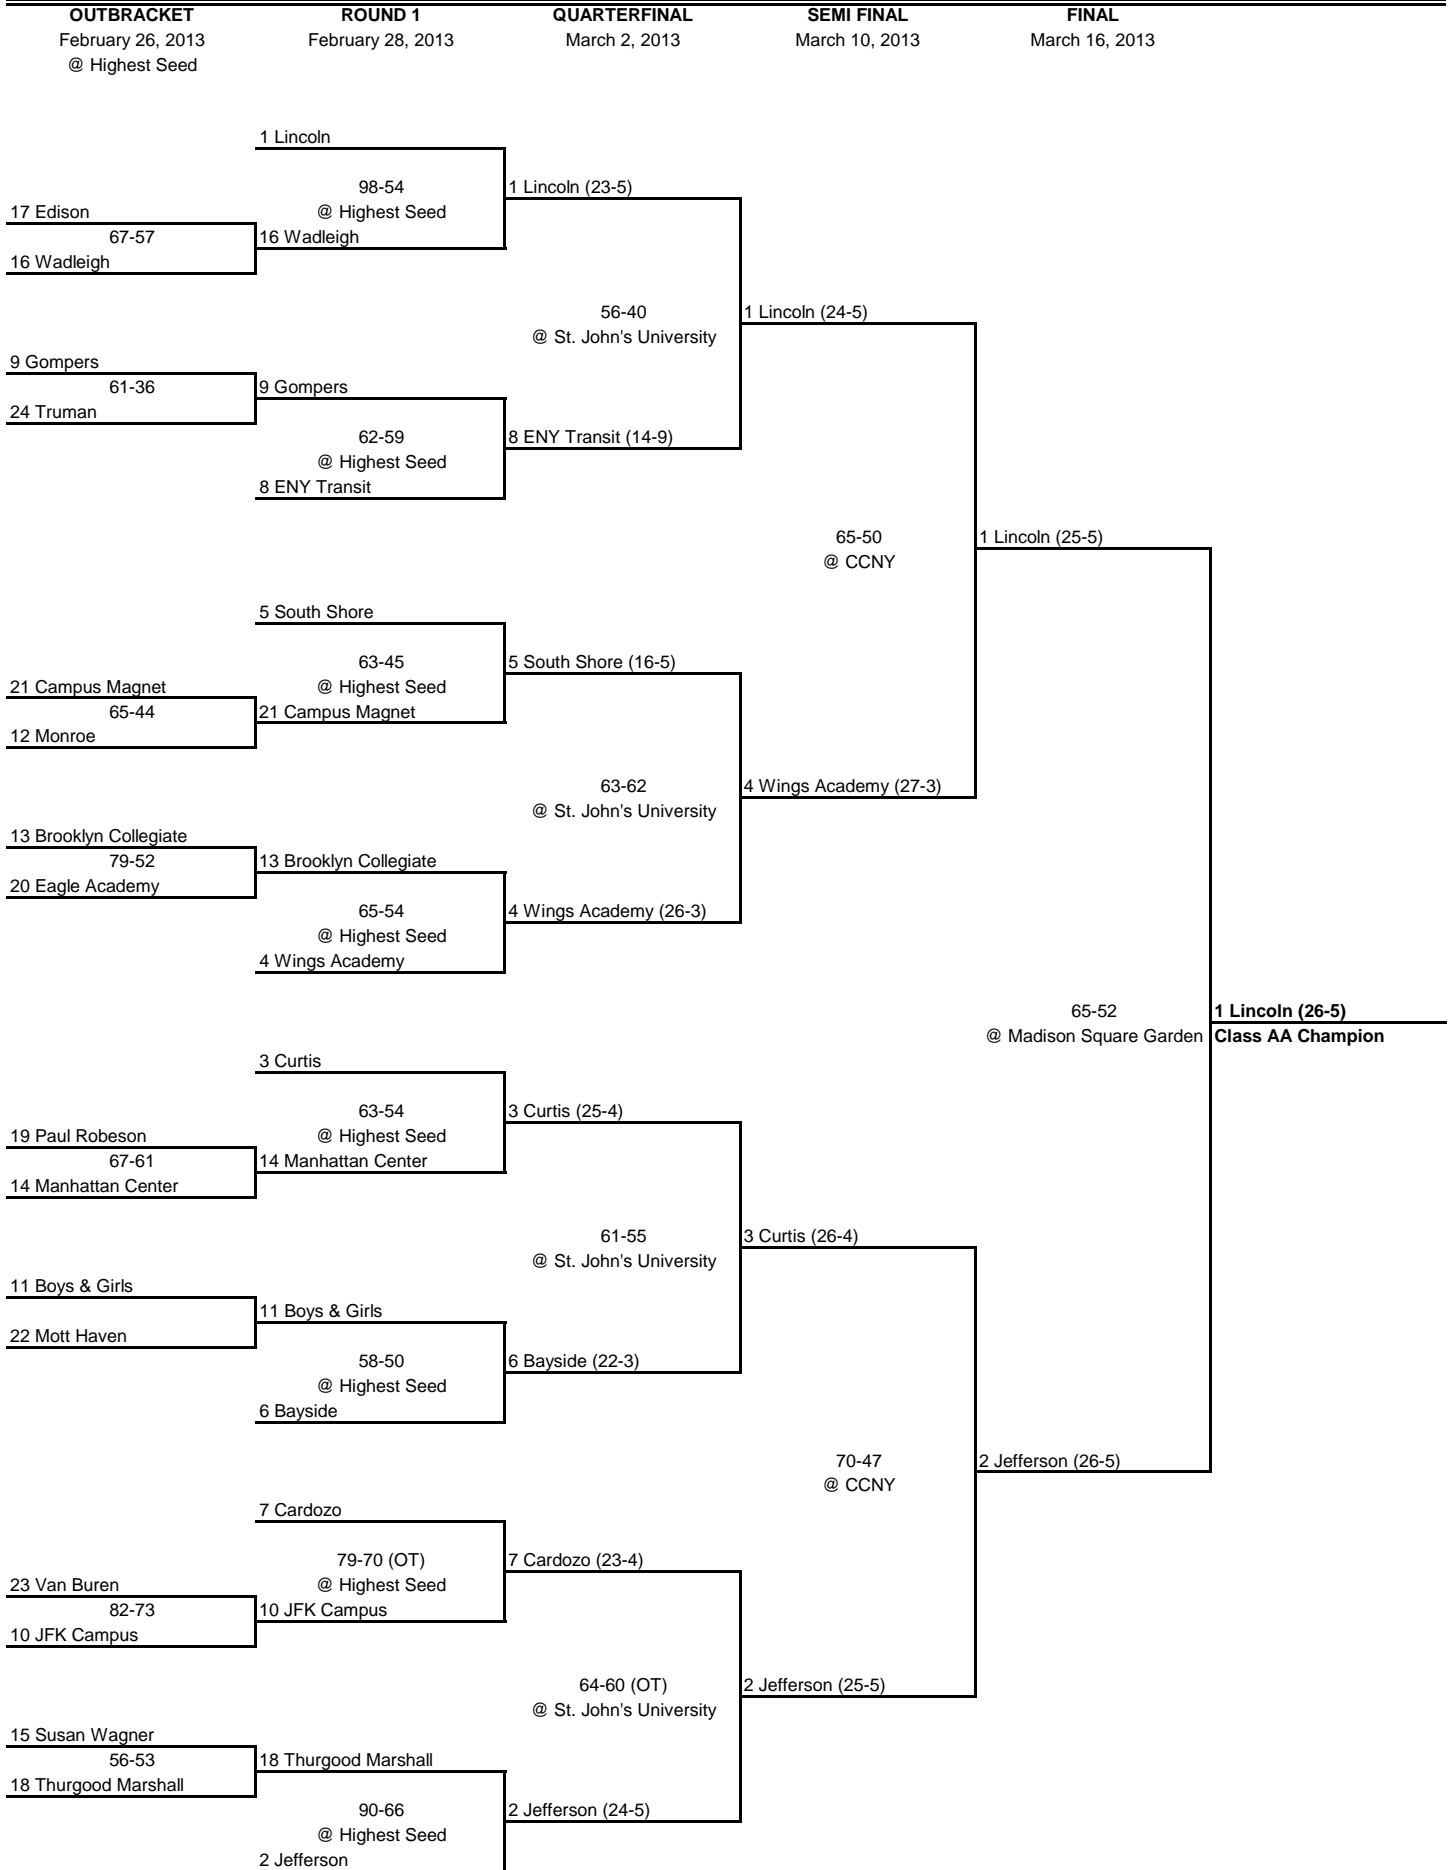 OUTBRACKET ROUND 1 QUARTERFINAL SEMI FINAL FINAL
February 26, 2013 February 28, 2013 March 2, 2013 March 10, 2013 March 16, 2013
@ Highest Seed
1 Lincoln
98-54 1 Lincoln (23-5)
17 Edison @ Highest Seed
67-57 16 Wadleigh
16 Wadleigh
56-40 1 Lincoln (24-5)
@ St. John's University
9 Gompers
61-36 9 Gompers
24 Truman
62-59 8 ENY Transit (14-9)
@ Highest Seed
8 ENY Transit
65-50 1 Lincoln (25-5)
@ CCNY
5 South Shore
63-45 5 South Shore (16-5)
21 Campus Magnet @ Highest Seed
65-44 21 Campus Magnet
12 Monroe
63-62 4 Wings Academy (27-3)
@ St. John's University
13 Brooklyn Collegiate
79-52 13 Brooklyn Collegiate
20 Eagle Academy
65-54 4 Wings Academy (26-3)
@ Highest Seed
4 Wings Academy
65-52 1 Lincoln (26-5)
@ Madison Square Garden Class AA Champion
3 Curtis
63-54 3 Curtis (25-4)
19 Paul Robeson @ Highest Seed
67-61 14 Manhattan Center
14 Manhattan Center
61-55 3 Curtis (26-4)
@ St. John's University
11 Boys & Girls
11 Boys & Girls
22 Mott Haven
58-50 6 Bayside (22-3)
@ Highest Seed
6 Bayside
70-47 2 Jefferson (26-5)
@ CCNY
7 Cardozo
79-70 (OT) 7 Cardozo (23-4)
23 Van Buren @ Highest Seed
82-73 10 JFK Campus
10 JFK Campus
64-60 (OT) 2 Jefferson (25-5)
@ St. John's University
15 Susan Wagner
56-53 18 Thurgood Marshall
18 Thurgood Marshall
90-66 2 Jefferson (24-5)
@ Highest Seed
2 Jefferson